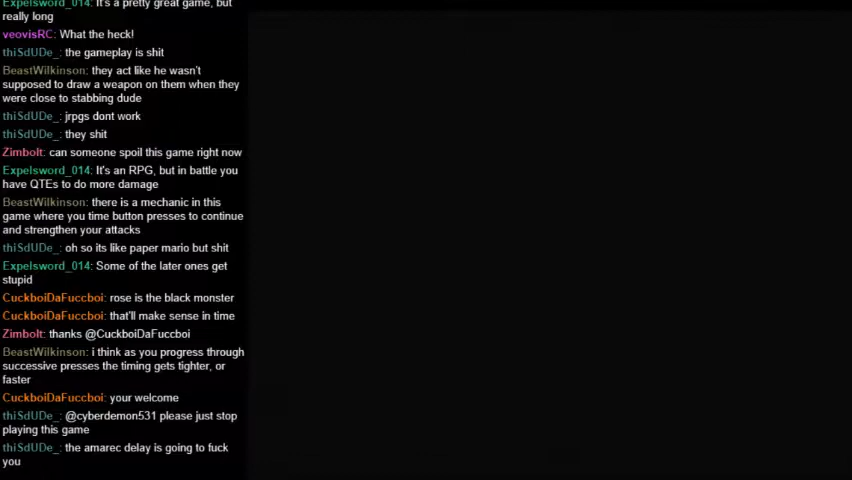 Expelsword_014: It's a pretty great game, but
really long
veovisRC: What the heck!
thiSdUDe_: the gameplay is shit
BeastWilkinson: they act like he wasn't
supposed to draw a weapon on them when they
were close to stabbing dude
thiSdUDe_: jrpgs dont work
thiSdUDe_: they shit
Zimbolt: can someone spoil this game right now
Expelsword_014: It's an RPG, but in battle you
have QTEs to do more damage
BeastWilkinson: there is a mechanic in this
game where you time button presses to continue
and strengthen your attacks
thiSdUDe_: oh so its like paper mario but shit
Expelsword_014: Some of the later ones get
stupid
CuckboiDaFuccboi: rose is the black monster
CuckboiDaFuccboi: that'll make sense in time
Zimbolt: thanks @CuckboiDaFuccboi
BeastWilkinson: i think as you progress through
successive presses the timing gets tighter, or
faster
CuckboiDaFuccboi: your welcome
thiSdUDe_: @cyberdemon531 please just stop
playing this game
thiSdUDe_: the amarec delay is going to fuck
you